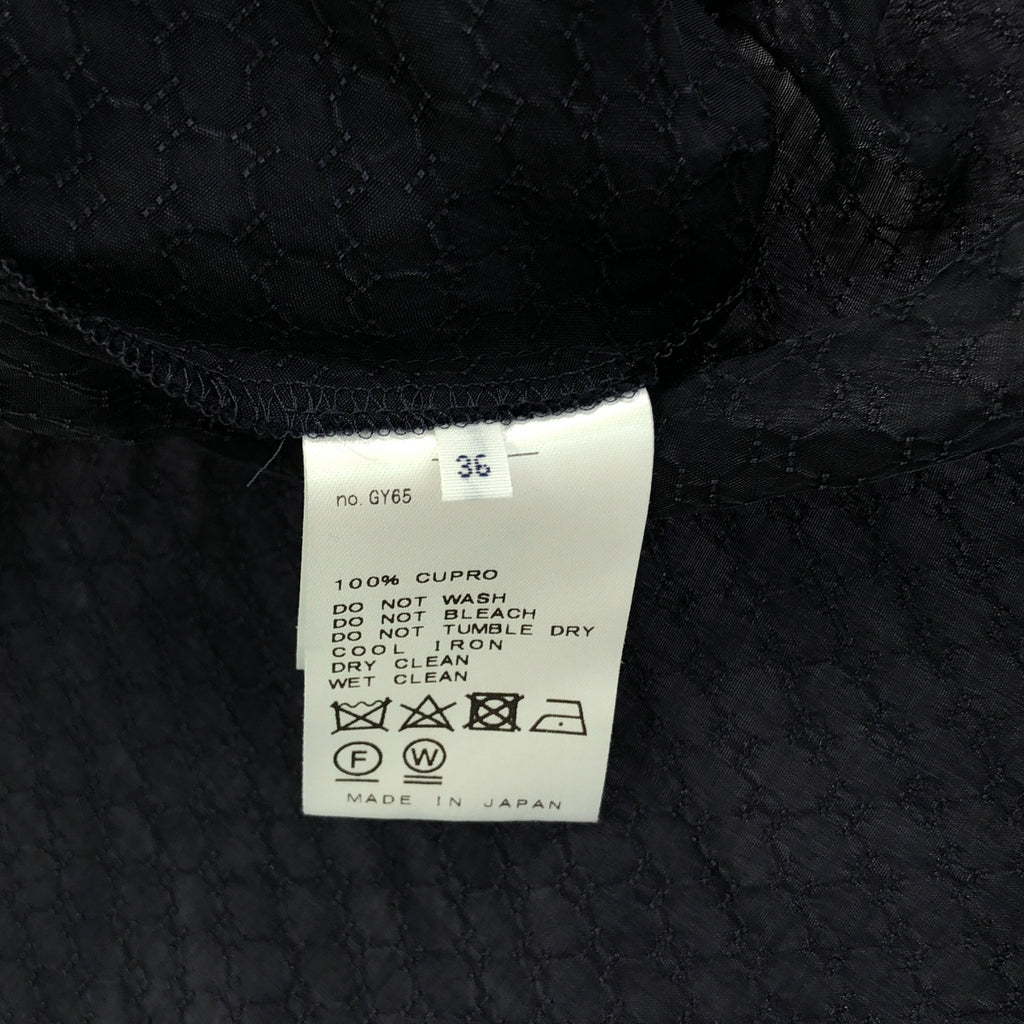 36
no. GY65
100% CUPRO
DO NOT WASH
DO NOT BLEACH
DO NOT TUMBLE DRY
COOL IRON
DRY CLEAN
WET CLEAN
F W
MADE IN JAPAN